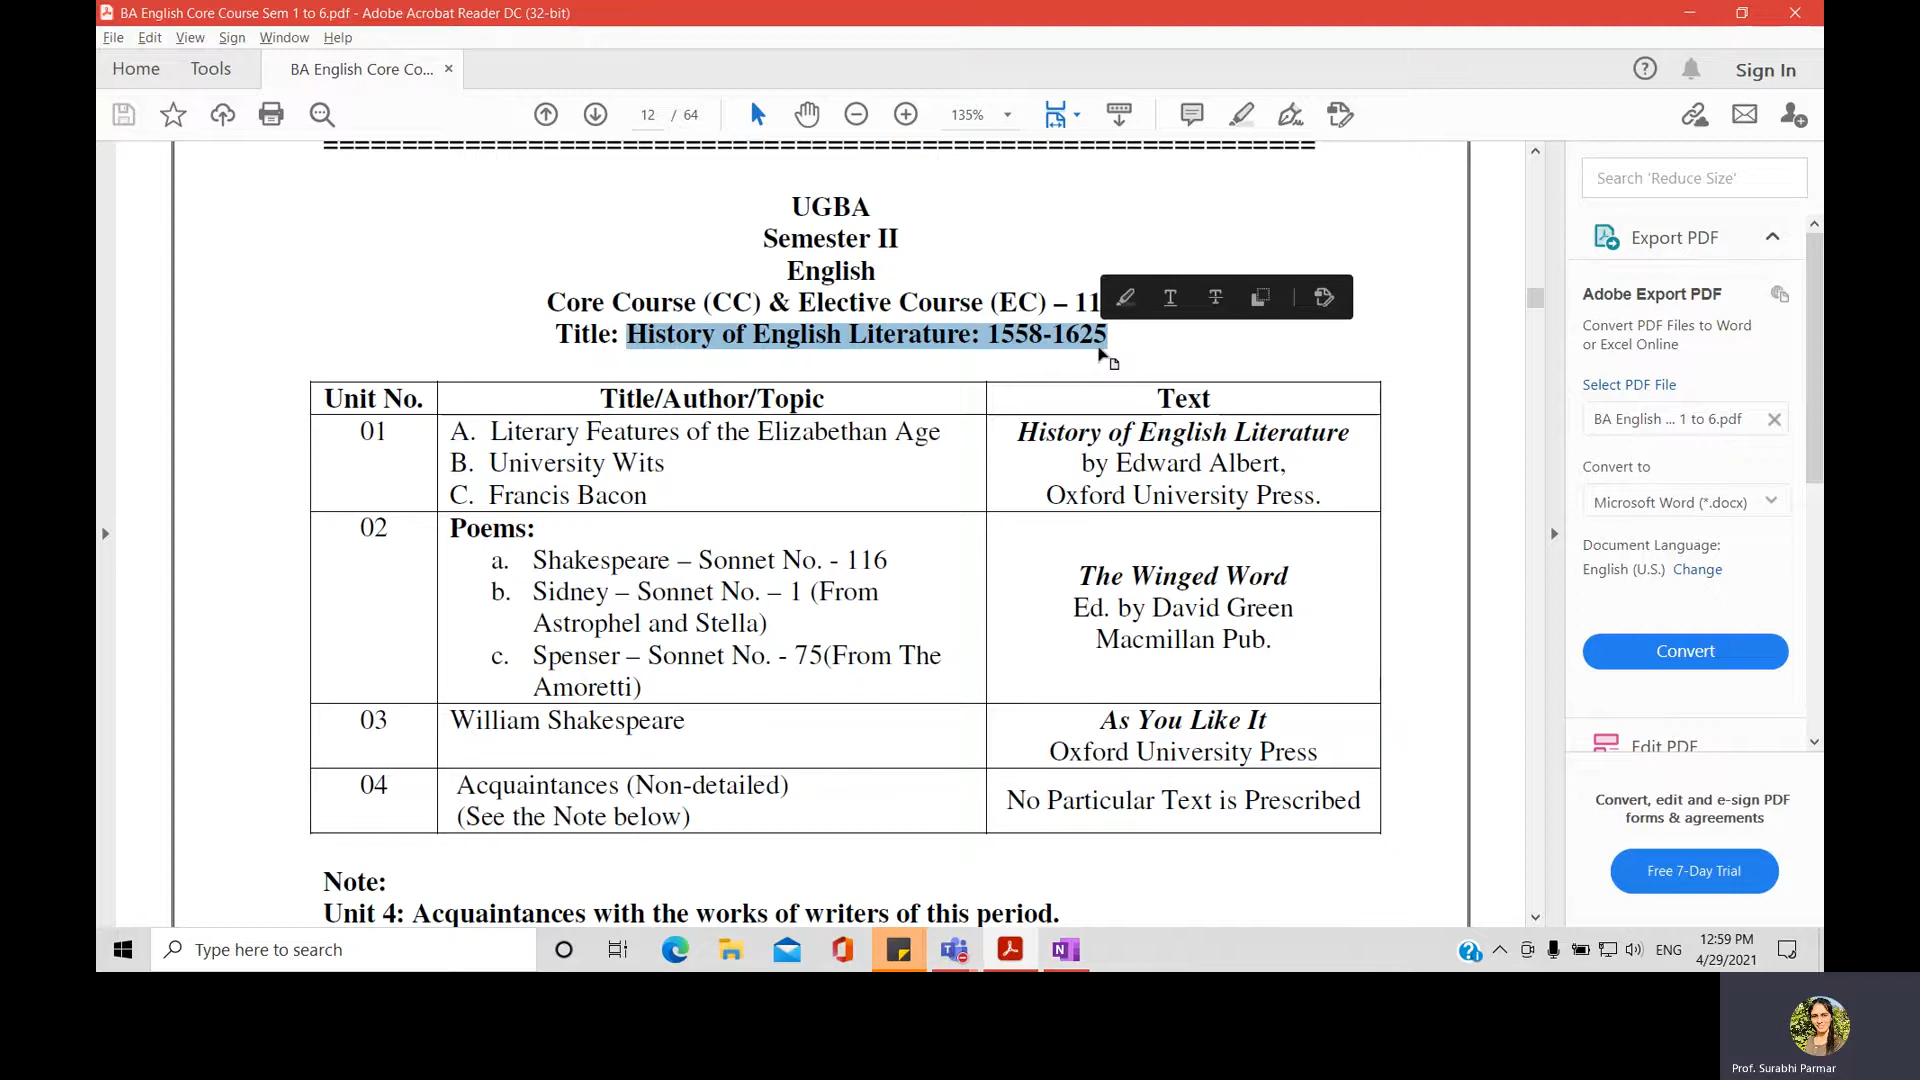 BA English Core Course Sem 1 to 6.pdf - Adobe Acrobat Reader DC (32-bit)
File Edit View Sign Window Help
Home Tools BA English Core Co... × Sign In
12 / 64 135%
UGBA
Semester II
English
Core Course (CC) & Elective Course (EC) – 11
Title: History of English Literature: 1558-1625
Unit No. Title/Author/Topic Text
01 A. Literary Features of the Elizabethan Age
B. University Wits
C. Francis Bacon
History of English Literature
by Edward Albert,
Oxford University Press.
02 Poems:
a. Shakespeare – Sonnet No. - 116
b. Sidney – Sonnet No. – 1 (From
Astrophel and Stella)
c. Spenser – Sonnet No. - 75(From The
Amoretti)
The Winged Word
Ed. by David Green
Macmillan Pub.
03 William Shakespeare
As You Like It
Oxford University Press
04 Acquaintances (Non-detailed)
(See the Note below)
No Particular Text is Prescribed
Note:
Unit 4: Acquaintances with the works of writers of this period.
Search 'Reduce Size'
Export PDF
Adobe Export PDF
Convert PDF Files to Word
or Excel Online
Select PDF File
BA English ... 1 to 6.pdf
Convert to
Microsoft Word (*.docx)
Document Language:
English (U.S.) Change
Convert
Edit PDF
Convert, edit and e-sign PDF
forms & agreements
Free 7-Day Trial
Type here to search
ENG
12:59 PM
4/29/2021
Prof. Surabhi Parmar